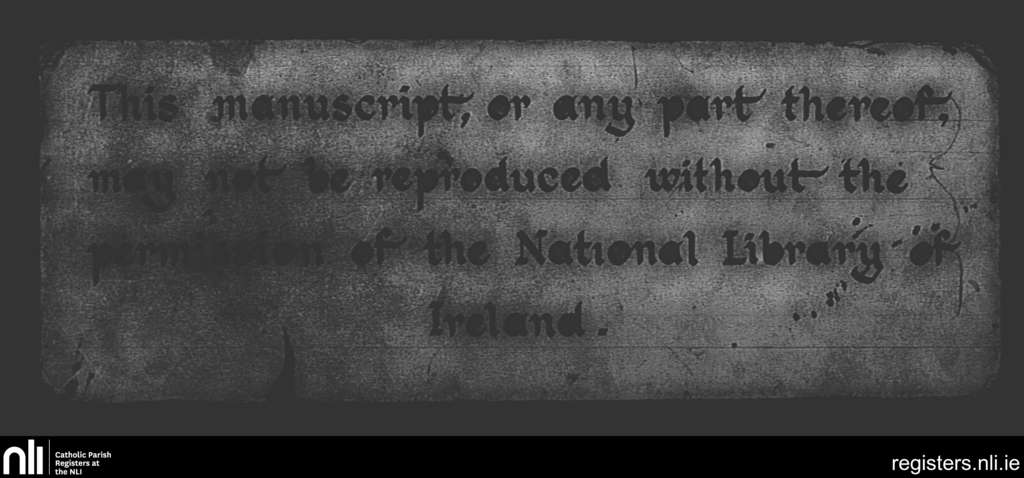 This manuscript, or any part thereof,
may not be reproduced without the
permission of the National Library of
Ireland.
nli
Catholic Parish
Registers at
the NLI
registers.nli.ie